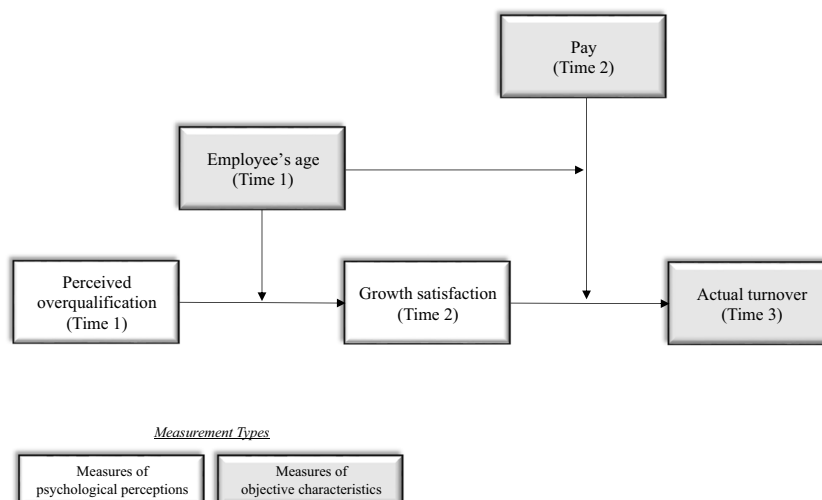 Pay
(Time 2)
Employee’s age
(Time 1)
Perceived
overqualification
(Time 1)
Growth satisfaction
(Time 2)
Actual turnover
(Time 3)
Measurement Types
Measures of
psychological perceptions
Measures of
objective characteristics